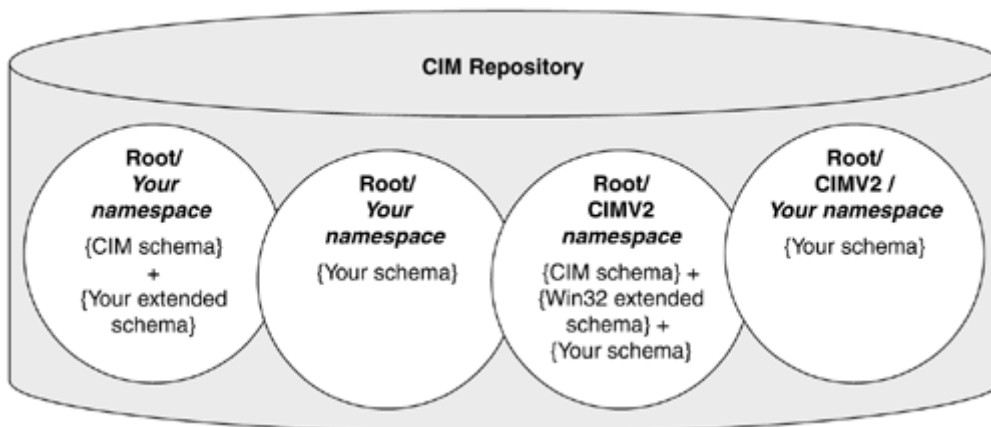 CIM Repository
Root/
Your
namespace
{CIM schema}
+
{Your extended
schema}
Root/
Your
namespace
{Your schema}
Root/
CIMV2
namespace
{CIM schema} +
{Win32 extended
schema} +
{Your schema}
Root/
CIMV2 /
Your namespace
{Your schema}